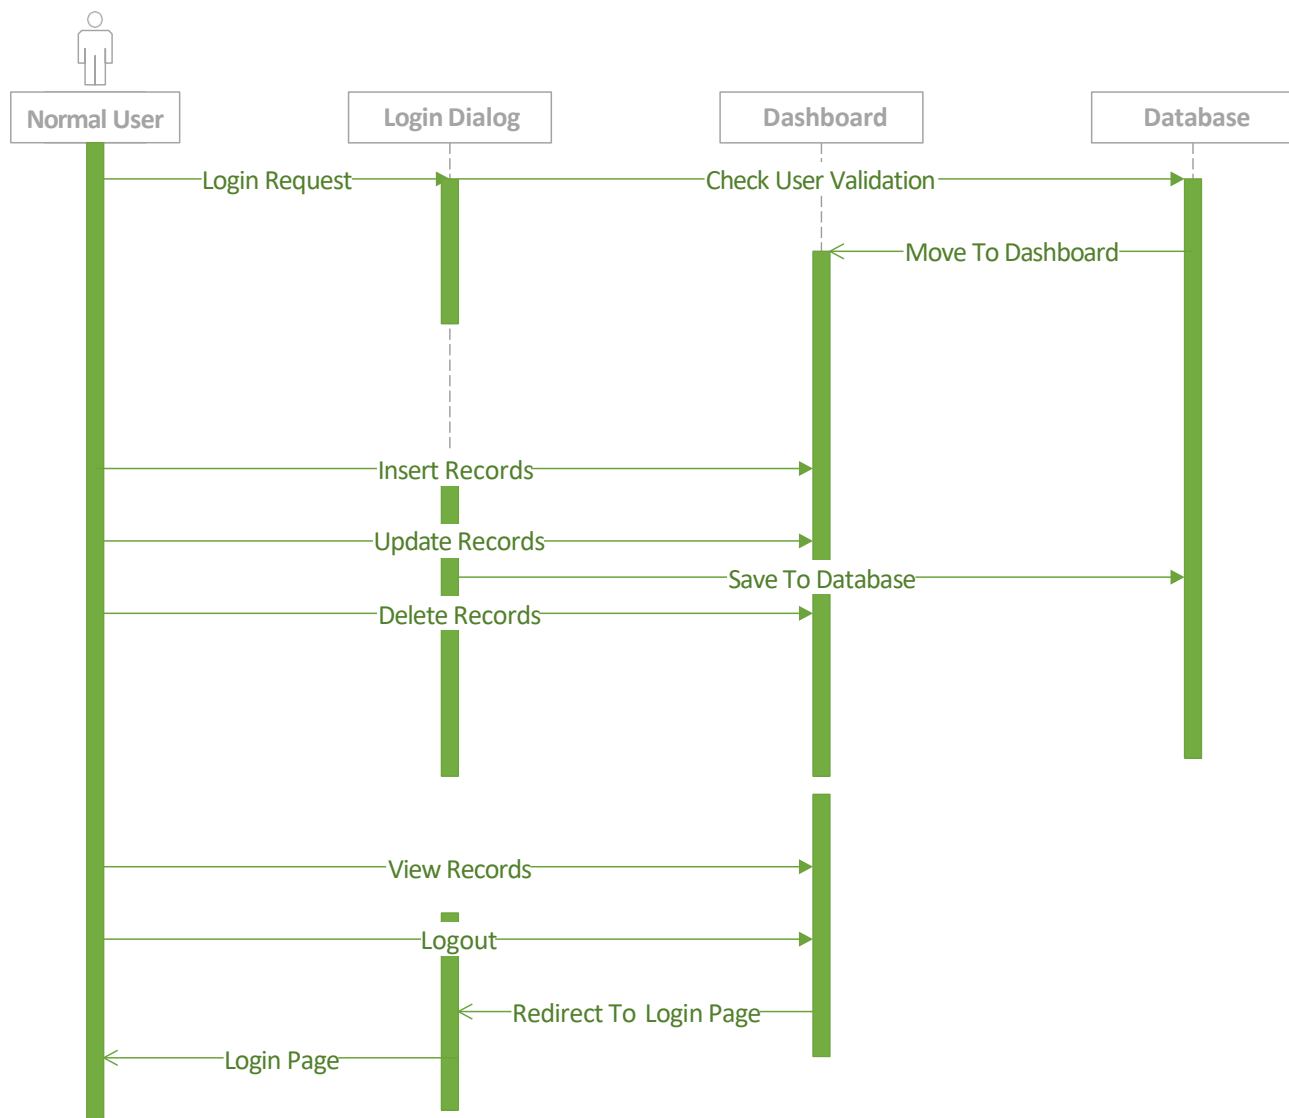 Normal User
Login Dialog
Dashboard
Database
Login Request
Check User Validation
Move To Dashboard
Insert Records
Update Records
Save To Database
Delete Records
View Records
Logout
Redirect To Login Page
Login Page